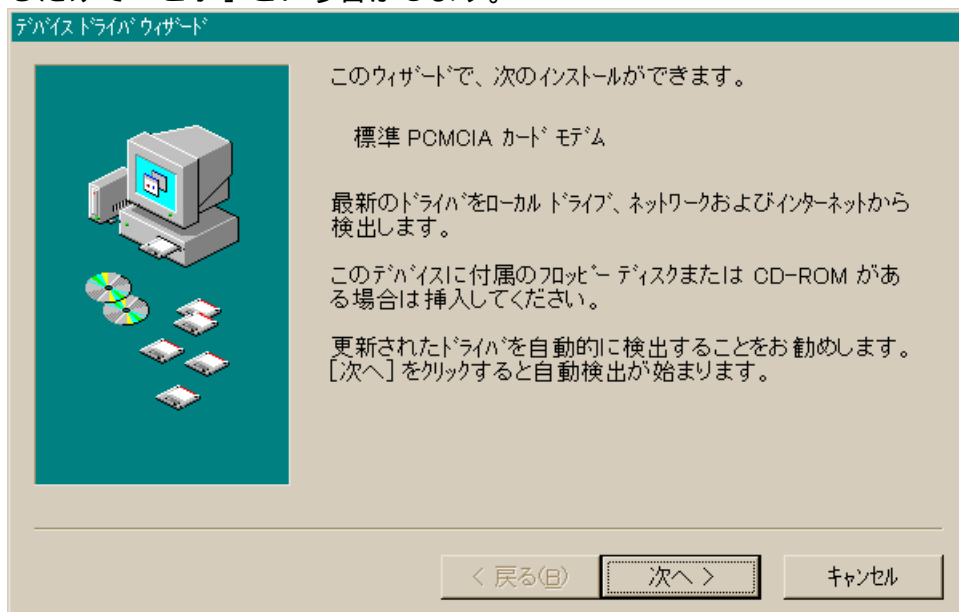 ﾃﾞﾊﾞｲｽ ﾄﾞﾗｲﾊﾞ ｳｨｻﾞｰﾄﾞ
このｳｨｻﾞｰﾄﾞで、次のｲﾝｽﾄｰﾙができます。
標準 PCMCIA ｶｰﾄﾞ ﾓﾃﾞﾑ
最新のﾄﾞﾗｲﾊﾞをﾛｰｶﾙ ﾄﾞﾗｲﾌﾞ、ﾈｯﾄﾜｰｸおよびｲﾝﾀｰﾈｯﾄから
検出します。
このﾃﾞﾊﾞｲｽに付属のﾌﾛｯﾋﾟｰ ﾃﾞｨｽｸまたは CD-ROM があ
る場合は挿入してください。
更新されたﾄﾞﾗｲﾊﾞを自動的に検出することをお勧めします。
[次へ] をｸﾘｯｸすると自動検出が始まります。
< 戻る(B)
次へ >
ｷｬﾝｾﾙ